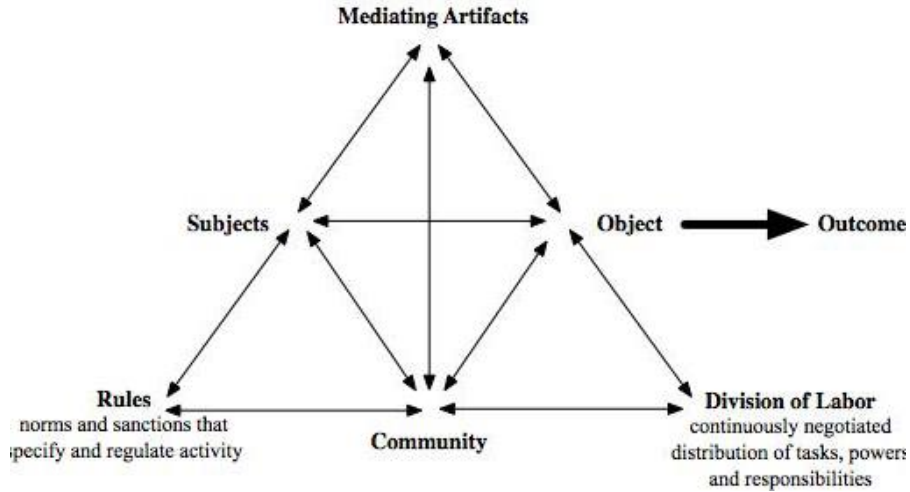 Mediating Artifacts
Subjects
Object
Outcome
Rules
norms and sanctions that
specify and regulate activity
Community
Division of Labor
continuously negotiated
distribution of tasks, powers
and responsibilities